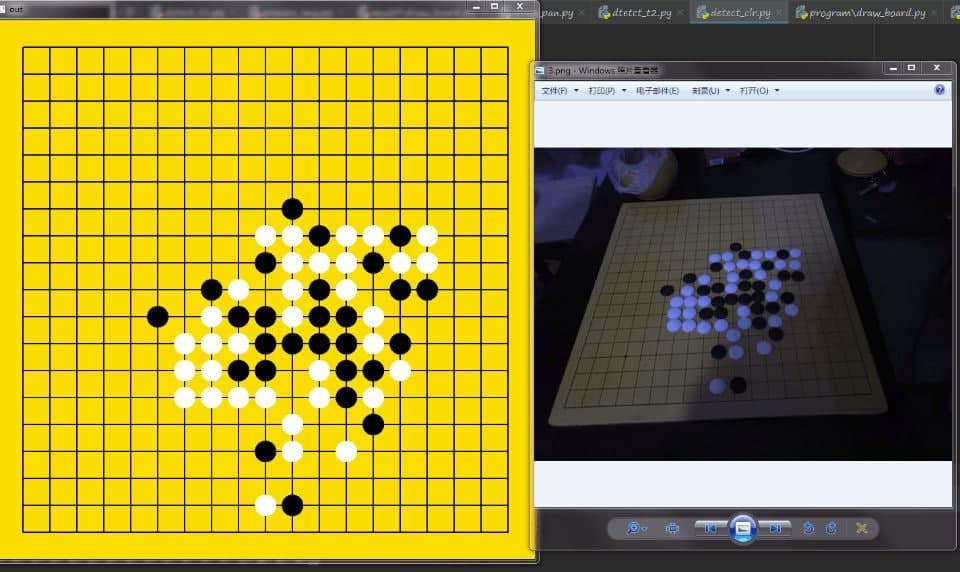 out
pan.py
dtetct_t2.py
detect_clr.py
program\draw_board.py
3.png - Windows 照片查看器
文件(F)
打印(P)
电子邮件(E)
刻录(U)
打开(O)